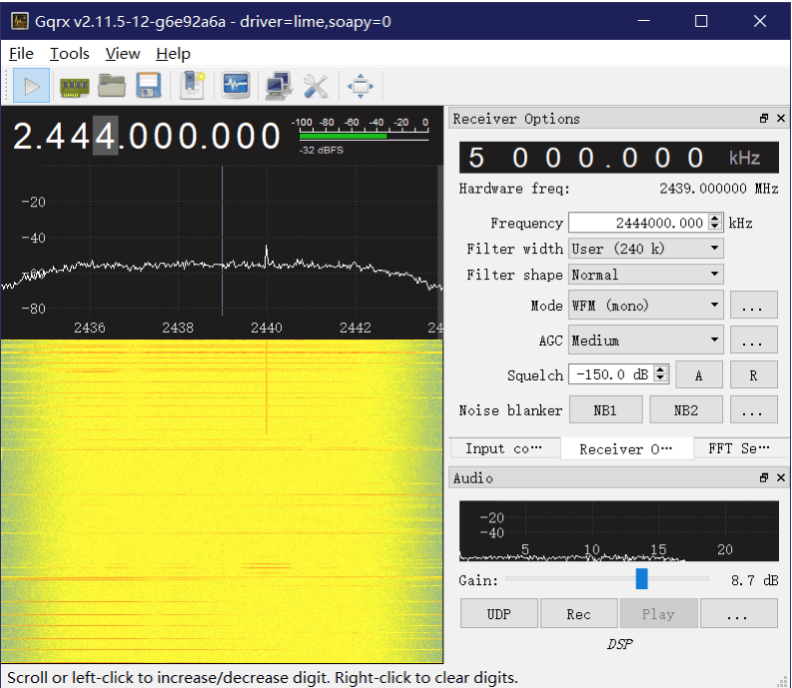 Gqrx v2.11.5-12-g6e92a6a - driver=lime,soapy=0
File Tools View Help
2.444.000.000
-100 -80 -60 -40 -20 0
-32 dBFS
-20
-40
-60
-80
2436 2438 2440 2442 24
Receiver Options
5 000.000 kHz
Hardware freq: 2439.000000 MHz
Frequency 2444000.000 kHz
Filter width User (240 k)
Filter shape Normal
Mode WFM (mono) ...
AGC Medium ...
Squelch -150.0 dB A R
Noise blanker NB1 NB2 ...
Input co… Receiver O… FFT Se…
Audio
-20
-40
5 10 15 20
Gain: 8.7 dB
UDP Rec Play ...
DSP
Scroll or left-click to increase/decrease digit. Right-click to clear digits.